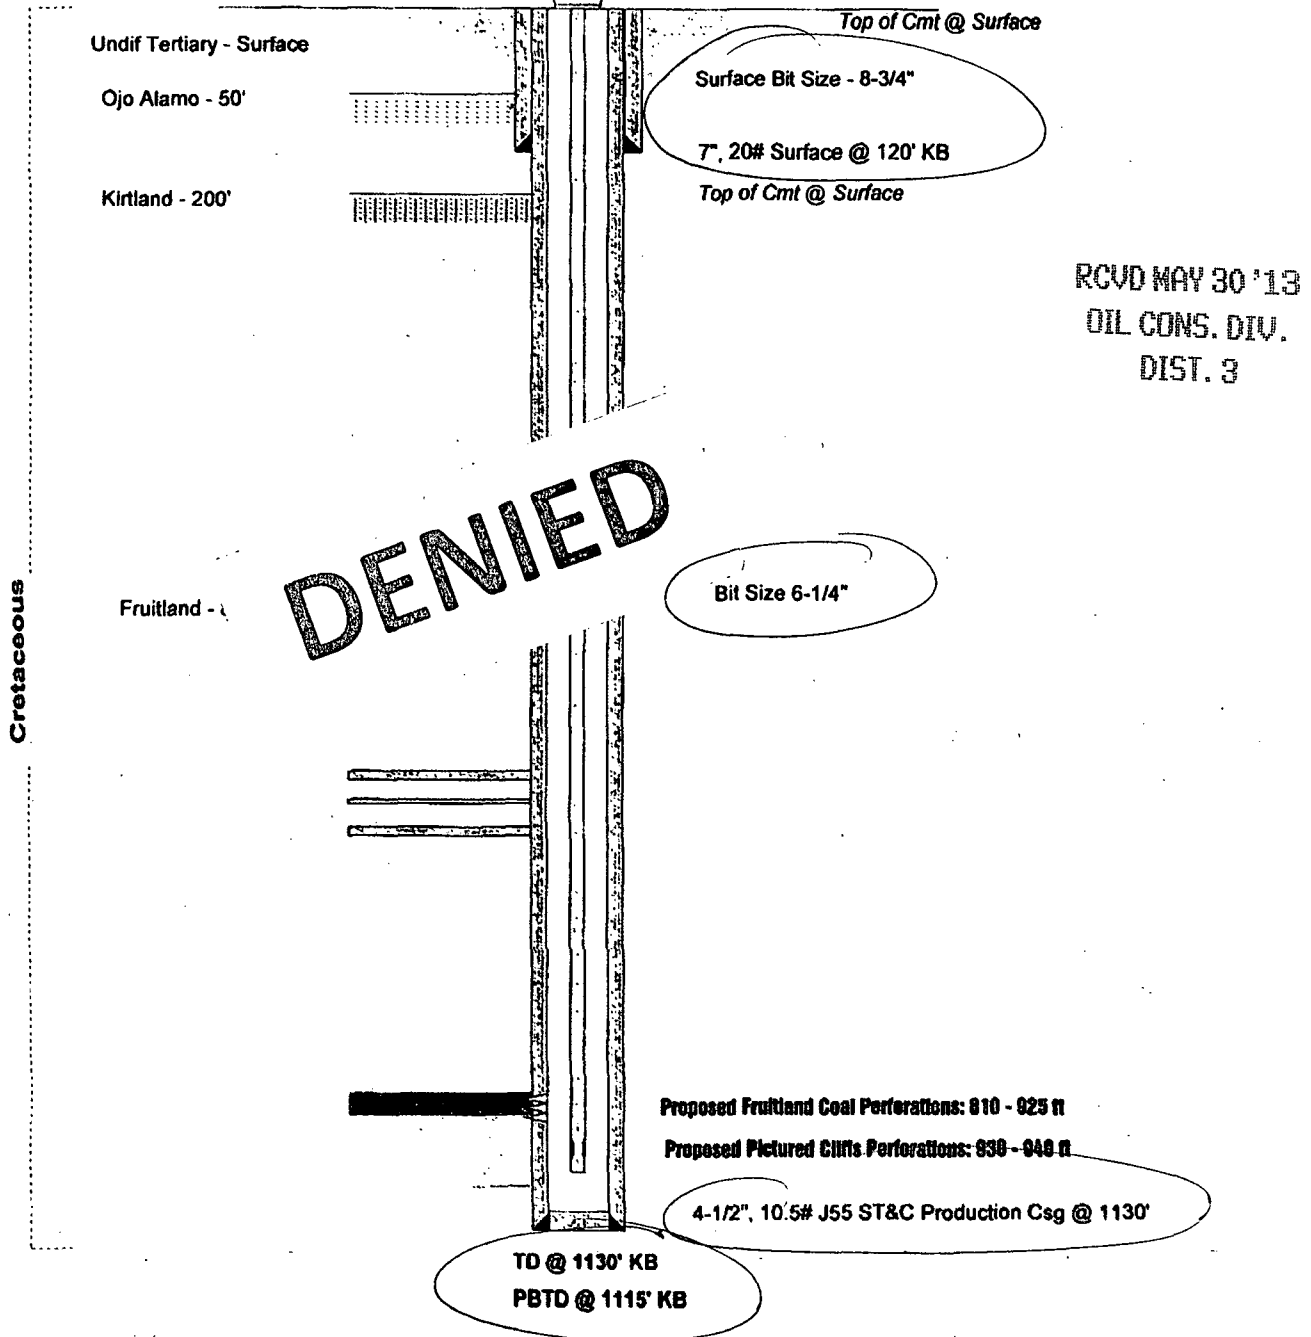 Top of Cmt @ Surface
Undif Tertiary - Surface
Surface Bit Size - 8-3/4"
Ojo Alamo - 50'
7", 20# Surface @ 120' KB
Kirtland - 200'
Top of Cmt @ Surface
RCVD MAY 30 '13
OIL CONS. DIV.
DIST. 3
DENIED
Cretaceous
Fruitland -
Bit Size 6-1/4"
Proposed Fruitland Coal Perforations: 910 - 925 ft
Proposed Pictured Cliffs Perforations: 930 - 940 ft
4-1/2", 10.5# J55 ST&C Production Csg @ 1130'
TD @ 1130' KB
PBTD @ 1115' KB